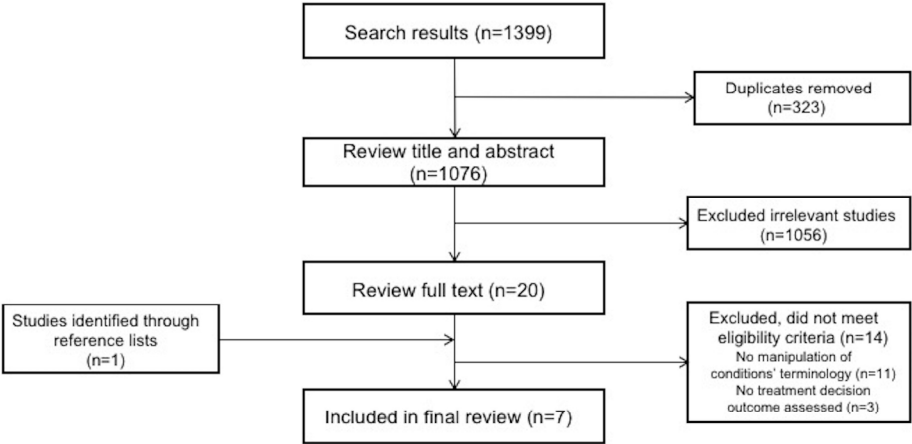 Search results (n=1399)
Duplicates removed
(n=323)
Review title and abstract
(n=1076)
Excluded irrelevant studies
(n=1056)
Review full text (n=20)
Studies identified through
reference lists
(n=1)
Excluded, did not meet
eligibility criteria (n=14)
No manipulation of
conditions' terminology (n=11)
No treatment decision
outcome assessed (n=3)
Included in final review (n=7)